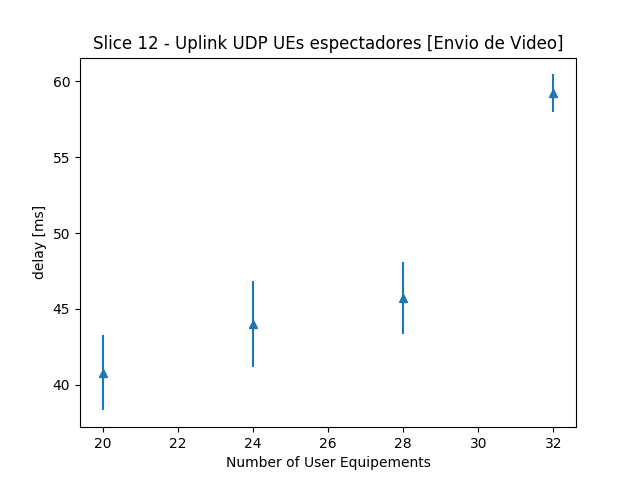 Slice 12 - Uplink UDP UEs espectadores [Envio de Video]
60
55
50
45
40
delay [ms]
20 22 24 26 28 30 32
Number of User Equipements